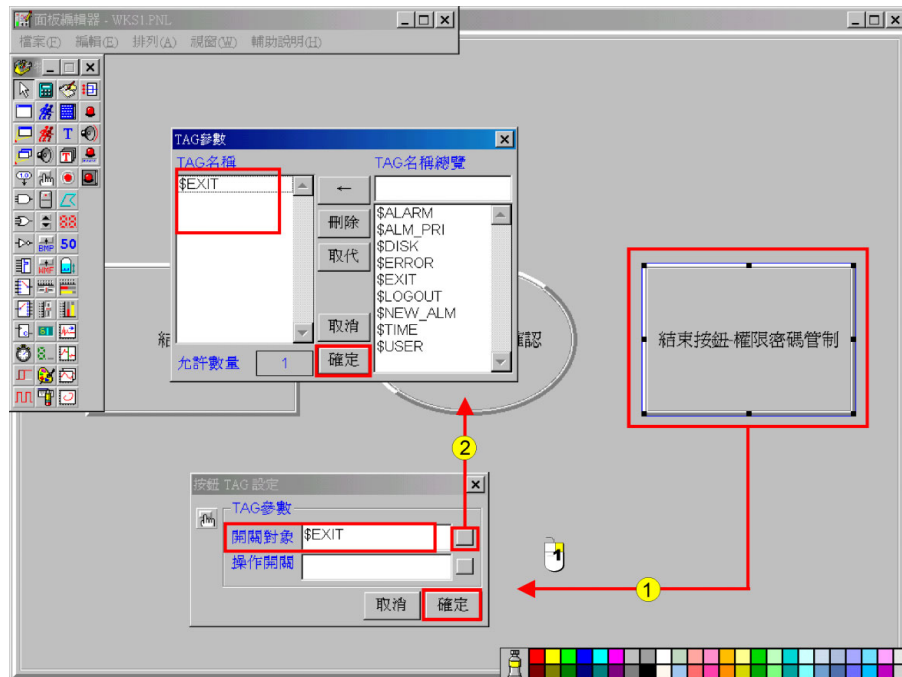 面板編輯器 - WKS1.PNL
檔案(F) 編輯(E) 排列(A) 視窗(W) 輔助說明(H)
TAG參數
TAG名稱
TAG名稱總覽
$EXIT
←
刪除
取代
取消
確定
$ALARM
$ALM_PRI
$DISK
$ERROR
$EXIT
$LOGOUT
$NEW_ALM
$TIME
$USER
允許數量 1
T
T
BMP
50
結
確認
結束按鈕-權限密碼管制
2
按鈕 TAG 設定
TAG參數
開關對象 $EXIT
操作開關
取消 確定
1
1